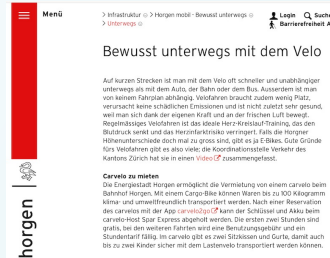 Menü
> Infrastruktur > Horgen mobil - Bewusst unterwegs
> Unterwegs
Login Suche
Barrierefreiheit A
Bewusst unterwegs mit dem Velo
Auf kurzen Strecken ist man mit dem Velo oft schneller und unabhängiger
unterwegs als mit dem Auto, der Bahn oder dem Bus. Ausserdem ist man
von keinem Fahrplan abhängig. Velofahren braucht zudem wenig Platz,
verursacht keine schädlichen Emissionen und ist nicht zuletzt sehr gesund,
weil man sich dank der eigenen Kraft und an der frischen Luft bewegt.
Regelmässiges Velofahren ist das ideale Herz-Kreislauf-Training, das den
Blutdruck senkt und das Herzinfarktrisiko verringert. Falls die Horgner
Höhenunterschiede doch mal zu gross sind, gibt es ja E-Bikes. Gute Gründe
fürs Velofahren gibt es also viele; die Koordinationsstelle Verkehr des
Kantons Zürich hat sie in einen Video zusammengefasst.
Carvelo zu mieten
Die Energiestadt Horgen ermöglicht die Vermietung von einem carvelo beim
Bahnhof Horgen. Mit einem Cargo-Bike können Waren bis zu 100 Kilogramm
klima- und umweltfreundlich transportiert werden. Nach einer Reservation
des carvelos mit der App carvelo2go kann der Schlüssel und Akku beim
carvelo-Host Spar Express abgeholt werden. Die ersten zwei Stunden sind
gratis, bei den weiteren Fahrten wird eine Benutzungsgebühr und ein
Stundentarif fällig. Im carvelo gibt es zwei Sitzkissen und Gurte, damit auch
bis zu zwei Kinder sicher mit dem Lastenvelo transportiert werden können.
horgen